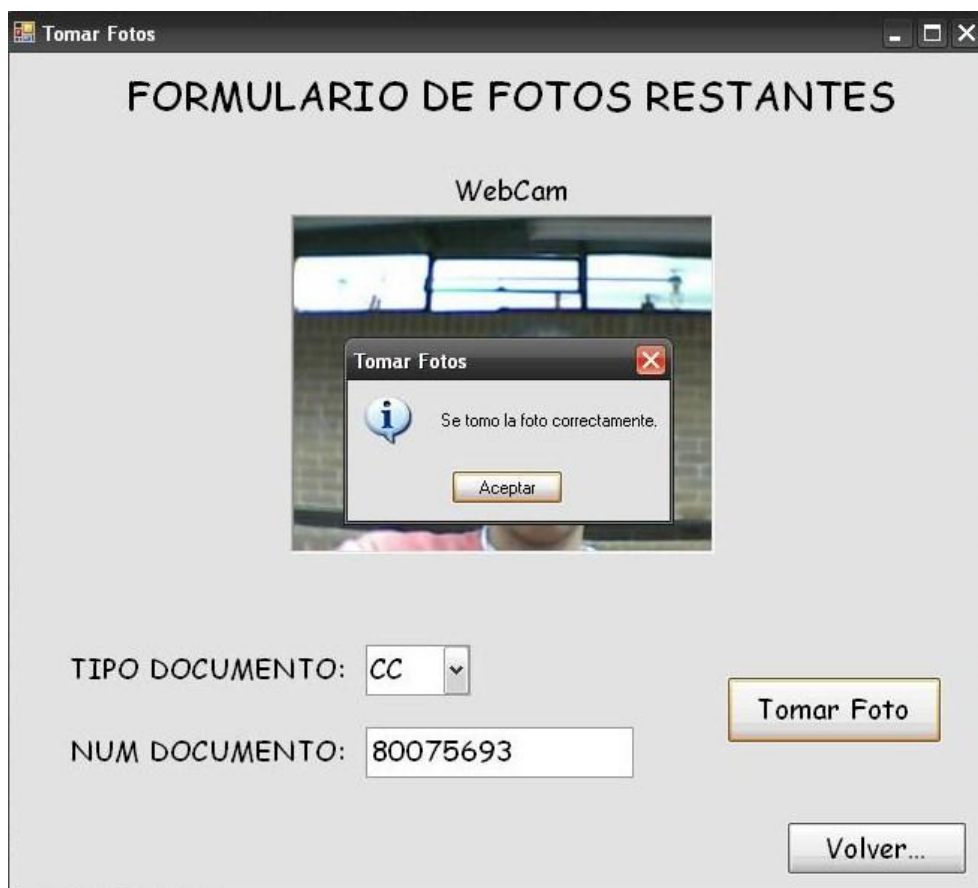 Tomar Fotos
FORMULARIO DE FOTOS RESTANTES
WebCam
Tomar Fotos
Se tomo la foto correctamente.
Aceptar
TIPO DOCUMENTO: CC
Tomar Foto
NUM DOCUMENTO: 80075693
Volver...